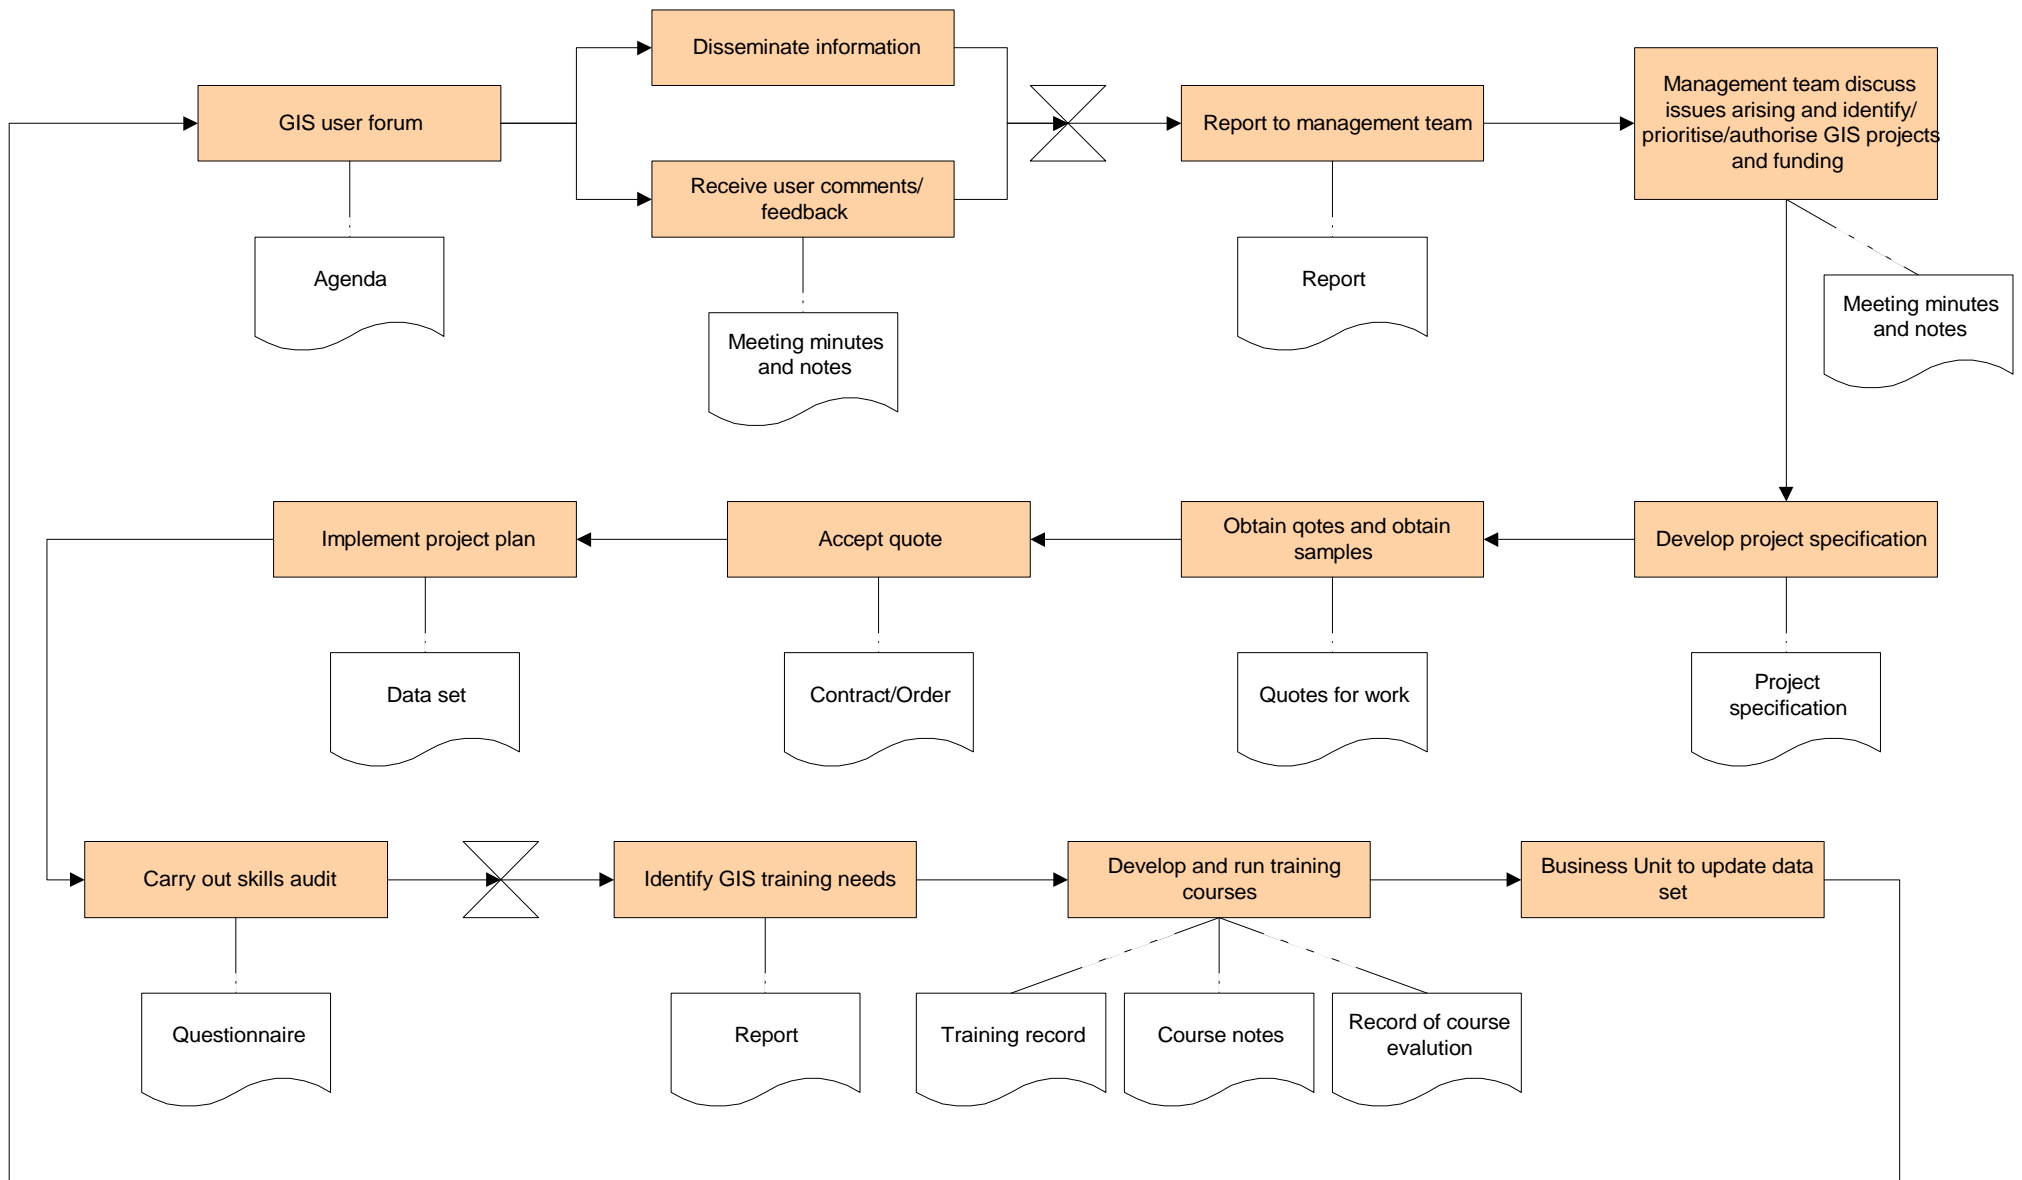 Disseminate information
GIS user forum
Receive user comments/
feedback
Report to management team
Management team discuss
issues arising and identify/
prioritise/authorise GIS projects
and funding
Agenda
Meeting minutes
and notes
Report
Meeting minutes
and notes
Implement project plan
Accept quote
Obtain qotes and obtain
samples
Develop project specification
Data set
Contract/Order
Quotes for work
Project
specification
Carry out skills audit
Identify GIS training needs
Develop and run training
courses
Business Unit to update data
set
Questionnaire
Report
Training record
Course notes
Record of course
evalution